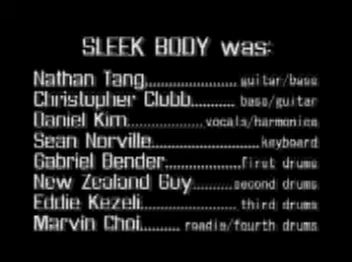 SLEEK BODY was:
Nathan Tang......................guitar/bass
Christopher Clubb.......... bass/guitar
Daniel Kim..................vocals/harmonica
Sean Norville..........................keyboard
Gabriel Bender..................first drums
New Zealand Guy.........second drums
Eddie Kezeli.......................third drums
Marvin Choi......... roadie/fourth drums